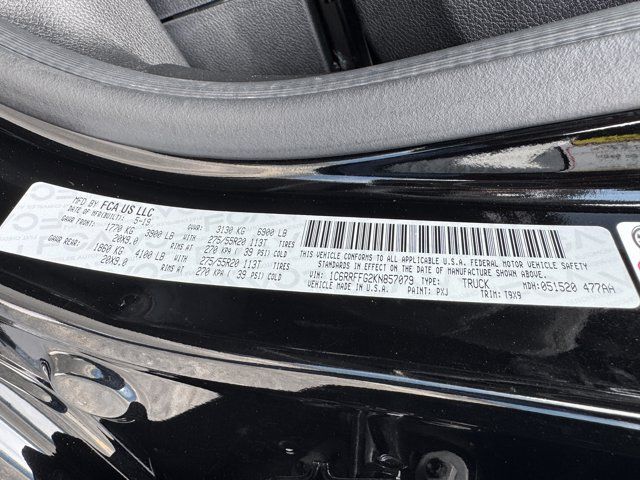 MFD BY FCA US LLC.
DATE OF MFR(BUILT): 5-19 GVWR: 3130 KG 6900 LB
GAWR FRONT: 1770 KG 3900 LB WITH 275/55R20 113T TIRES
20X9.0 RIMS AT 270 KPA ( 39 PSI) COLD
GAWR REAR: 1860 KG 4100 LB WITH 275/55R20 113T TIRES
20X9.0 RIMS AT 270 KPA ( 39 PSI) COLD
THIS VEHICLE CONFORMS TO ALL APPLICABLE U.S.A. FEDERAL MOTOR VEHICLE SAFETY
STANDARDS IN EFFECT ON THE DATE OF MANUFACTURE SHOWN ABOVE.
VIN: 1C6RRFFG2KN857079 TYPE: TRUCK MDH: 051520 477AA
VEHICLE MADE IN U.S.A. PAINT: PXJ TRIM: T9X9